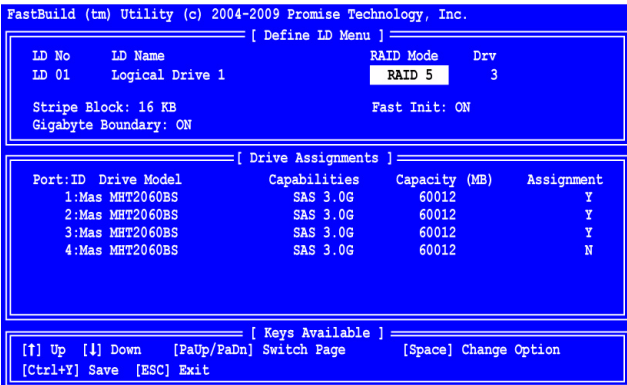 FastBuild (tm) Utility (c) 2004-2009 Promise Technology, Inc.
[ Define LD Menu ]
LD No LD Name RAID Mode Drv
LD 01 Logical Drive 1 RAID 5 3
Stripe Block: 16 KB Fast Init: ON
Gigabyte Boundary: ON
[ Drive Assignments ]
Port:ID Drive Model Capabilities Capacity (MB) Assignment
1:Mas MHT2060BS SAS 3.0G 60012 Y
2:Mas MHT2060BS SAS 3.0G 60012 Y
3:Mas MHT2060BS SAS 3.0G 60012 Y
4:Mas MHT2060BS SAS 3.0G 60012 N
[ Keys Available ]
[↑] Up [↓] Down [PaUp/PaDn] Switch Page [Space] Change Option
[Ctrl+Y] Save [ESC] Exit